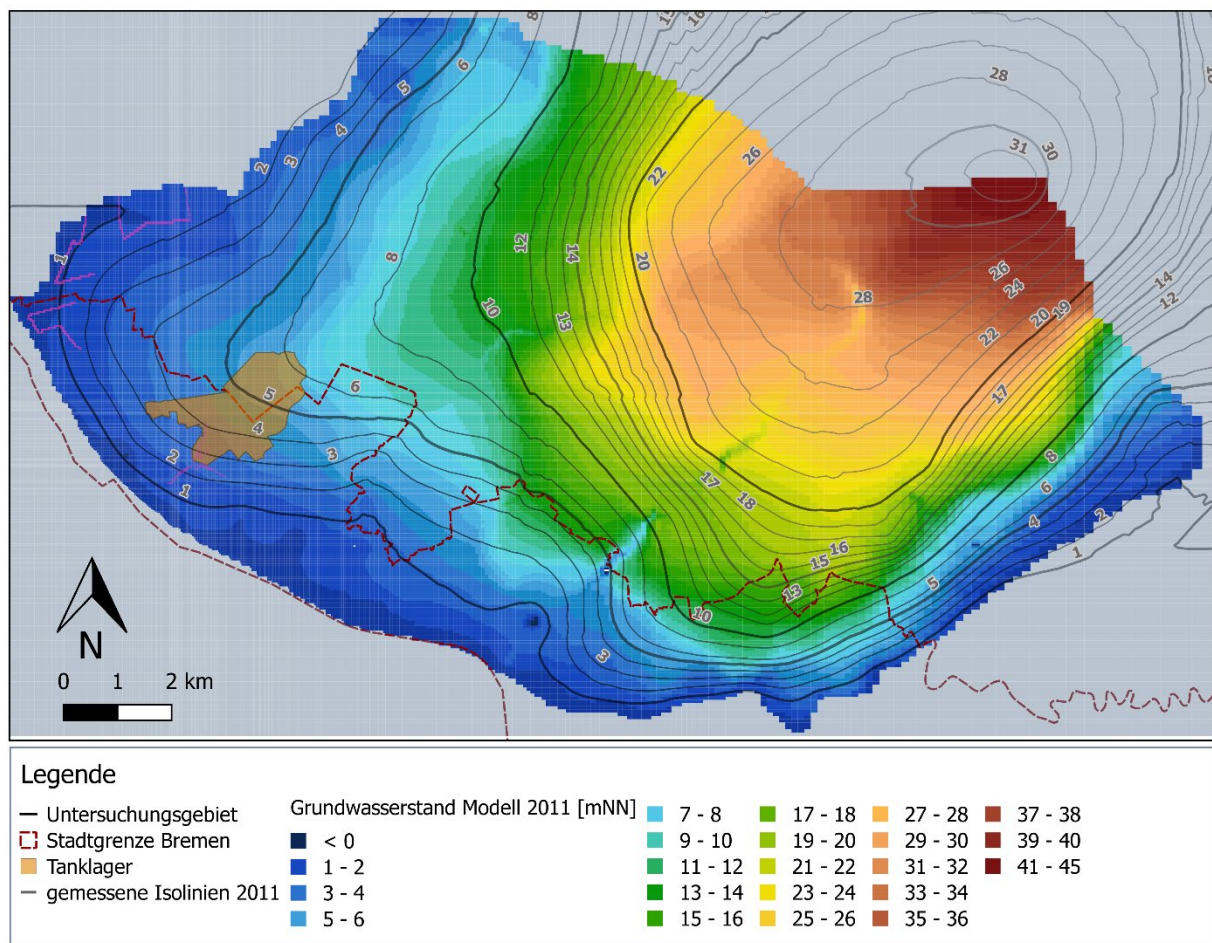 8
15
16
18
6
5
28
4
31
30
3
26
2
22
12
14
8
20
26
14
1
24
12
28
10
13
22
20
19
5
6
17
4
2
3
8
1
17
18
6
4
2
16
15
1
5
13
10
3
N
0 1 2 km
Legende
Untersuchungsgebiet
Stadtgrenze Bremen
Tanklager
gemessene Isolinien 2011
Grundwasserstand Modell 2011 [mNN]
< 0
1 - 2
3 - 4
5 - 6
7 - 8
9 - 10
11 - 12
13 - 14
15 - 16
17 - 18
19 - 20
21 - 22
23 - 24
25 - 26
27 - 28
29 - 30
31 - 32
33 - 34
35 - 36
37 - 38
39 - 40
41 - 45